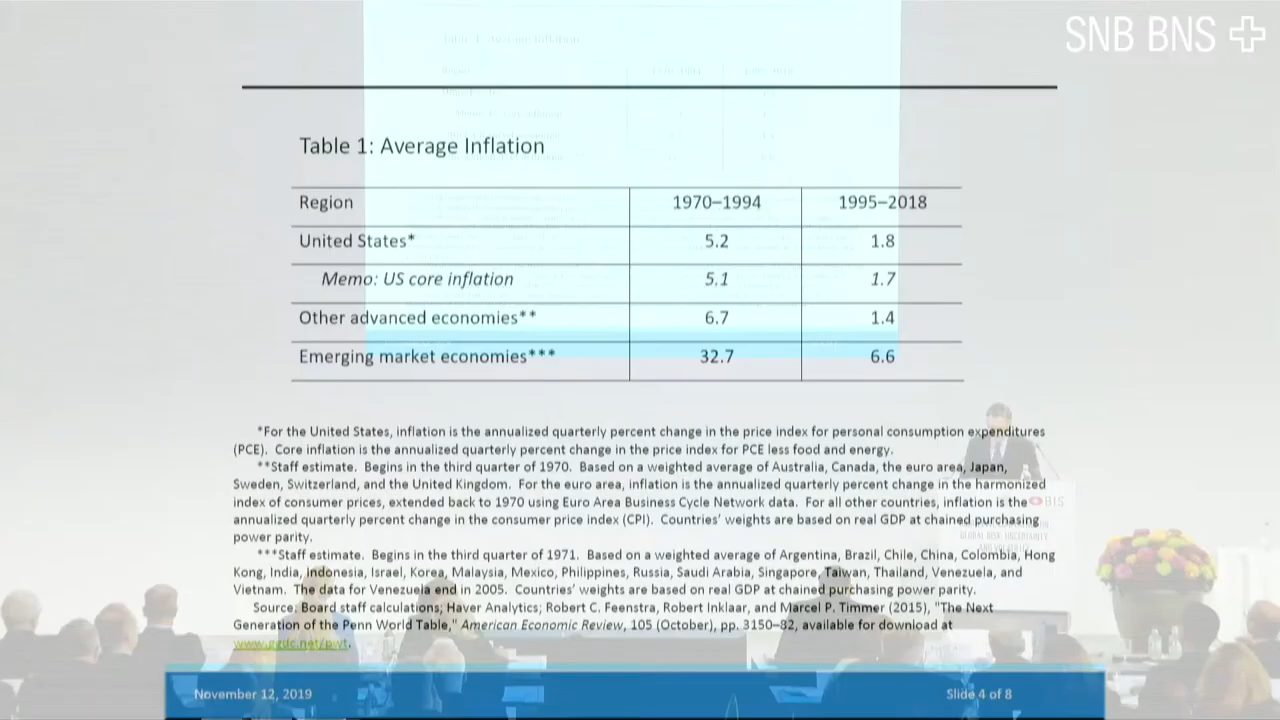 SNB BNS
Table 1: Average Inflation
Region 1970–1994 1995–2018
United States* 5.2 1.8
Memo: US core inflation 5.1 1.7
Other advanced economies** 6.7 1.4
Emerging market economies*** 32.7 6.6
*For the United States, inflation is the annualized quarterly percent change in the price index for personal consumption expenditures
(PCE). Core inflation is the annualized quarterly percent change in the price index for PCE less food and energy.
**Staff estimate. Begins in the third quarter of 1970. Based on a weighted average of Australia, Canada, the euro area, Japan,
Sweden, Switzerland, and the United Kingdom. For the euro area, inflation is the annualized quarterly percent change in the harmonized
index of consumer prices, extended back to 1970 using Euro Area Business Cycle Network data. For all other countries, inflation is the
BIS
annualized quarterly percent change in the consumer price index (CPI). Countries' weights are based on real GDP at chained purchasing
power parity.
GLOBAL RISK, UNCERTAINTY,
***Staff estimate. Begins in the third quarter of 1971. Based on a weighted average of Argentina, Brazil, Chile, China, Colombia, Hong
Kong, India, Indonesia, Israel, Korea, Malaysia, Mexico, Philippines, Russia, Saudi Arabia, Singapore, Taiwan, Thailand, Venezuela, and
Vietnam. The data for Venezuela end in 2005. Countries' weights are based on real GDP at chained purchasing power parity.
Source: Board staff calculations; Haver Analytics; Robert C. Feenstra, Robert Inklaar, and Marcel P. Timmer (2015), "The Next
Generation of the Penn World Table," American Economic Review, 105 (October), pp. 3150–82, available for download at
www.ggdc.net/pwt.
November 12, 2019 Slide 4 of 8